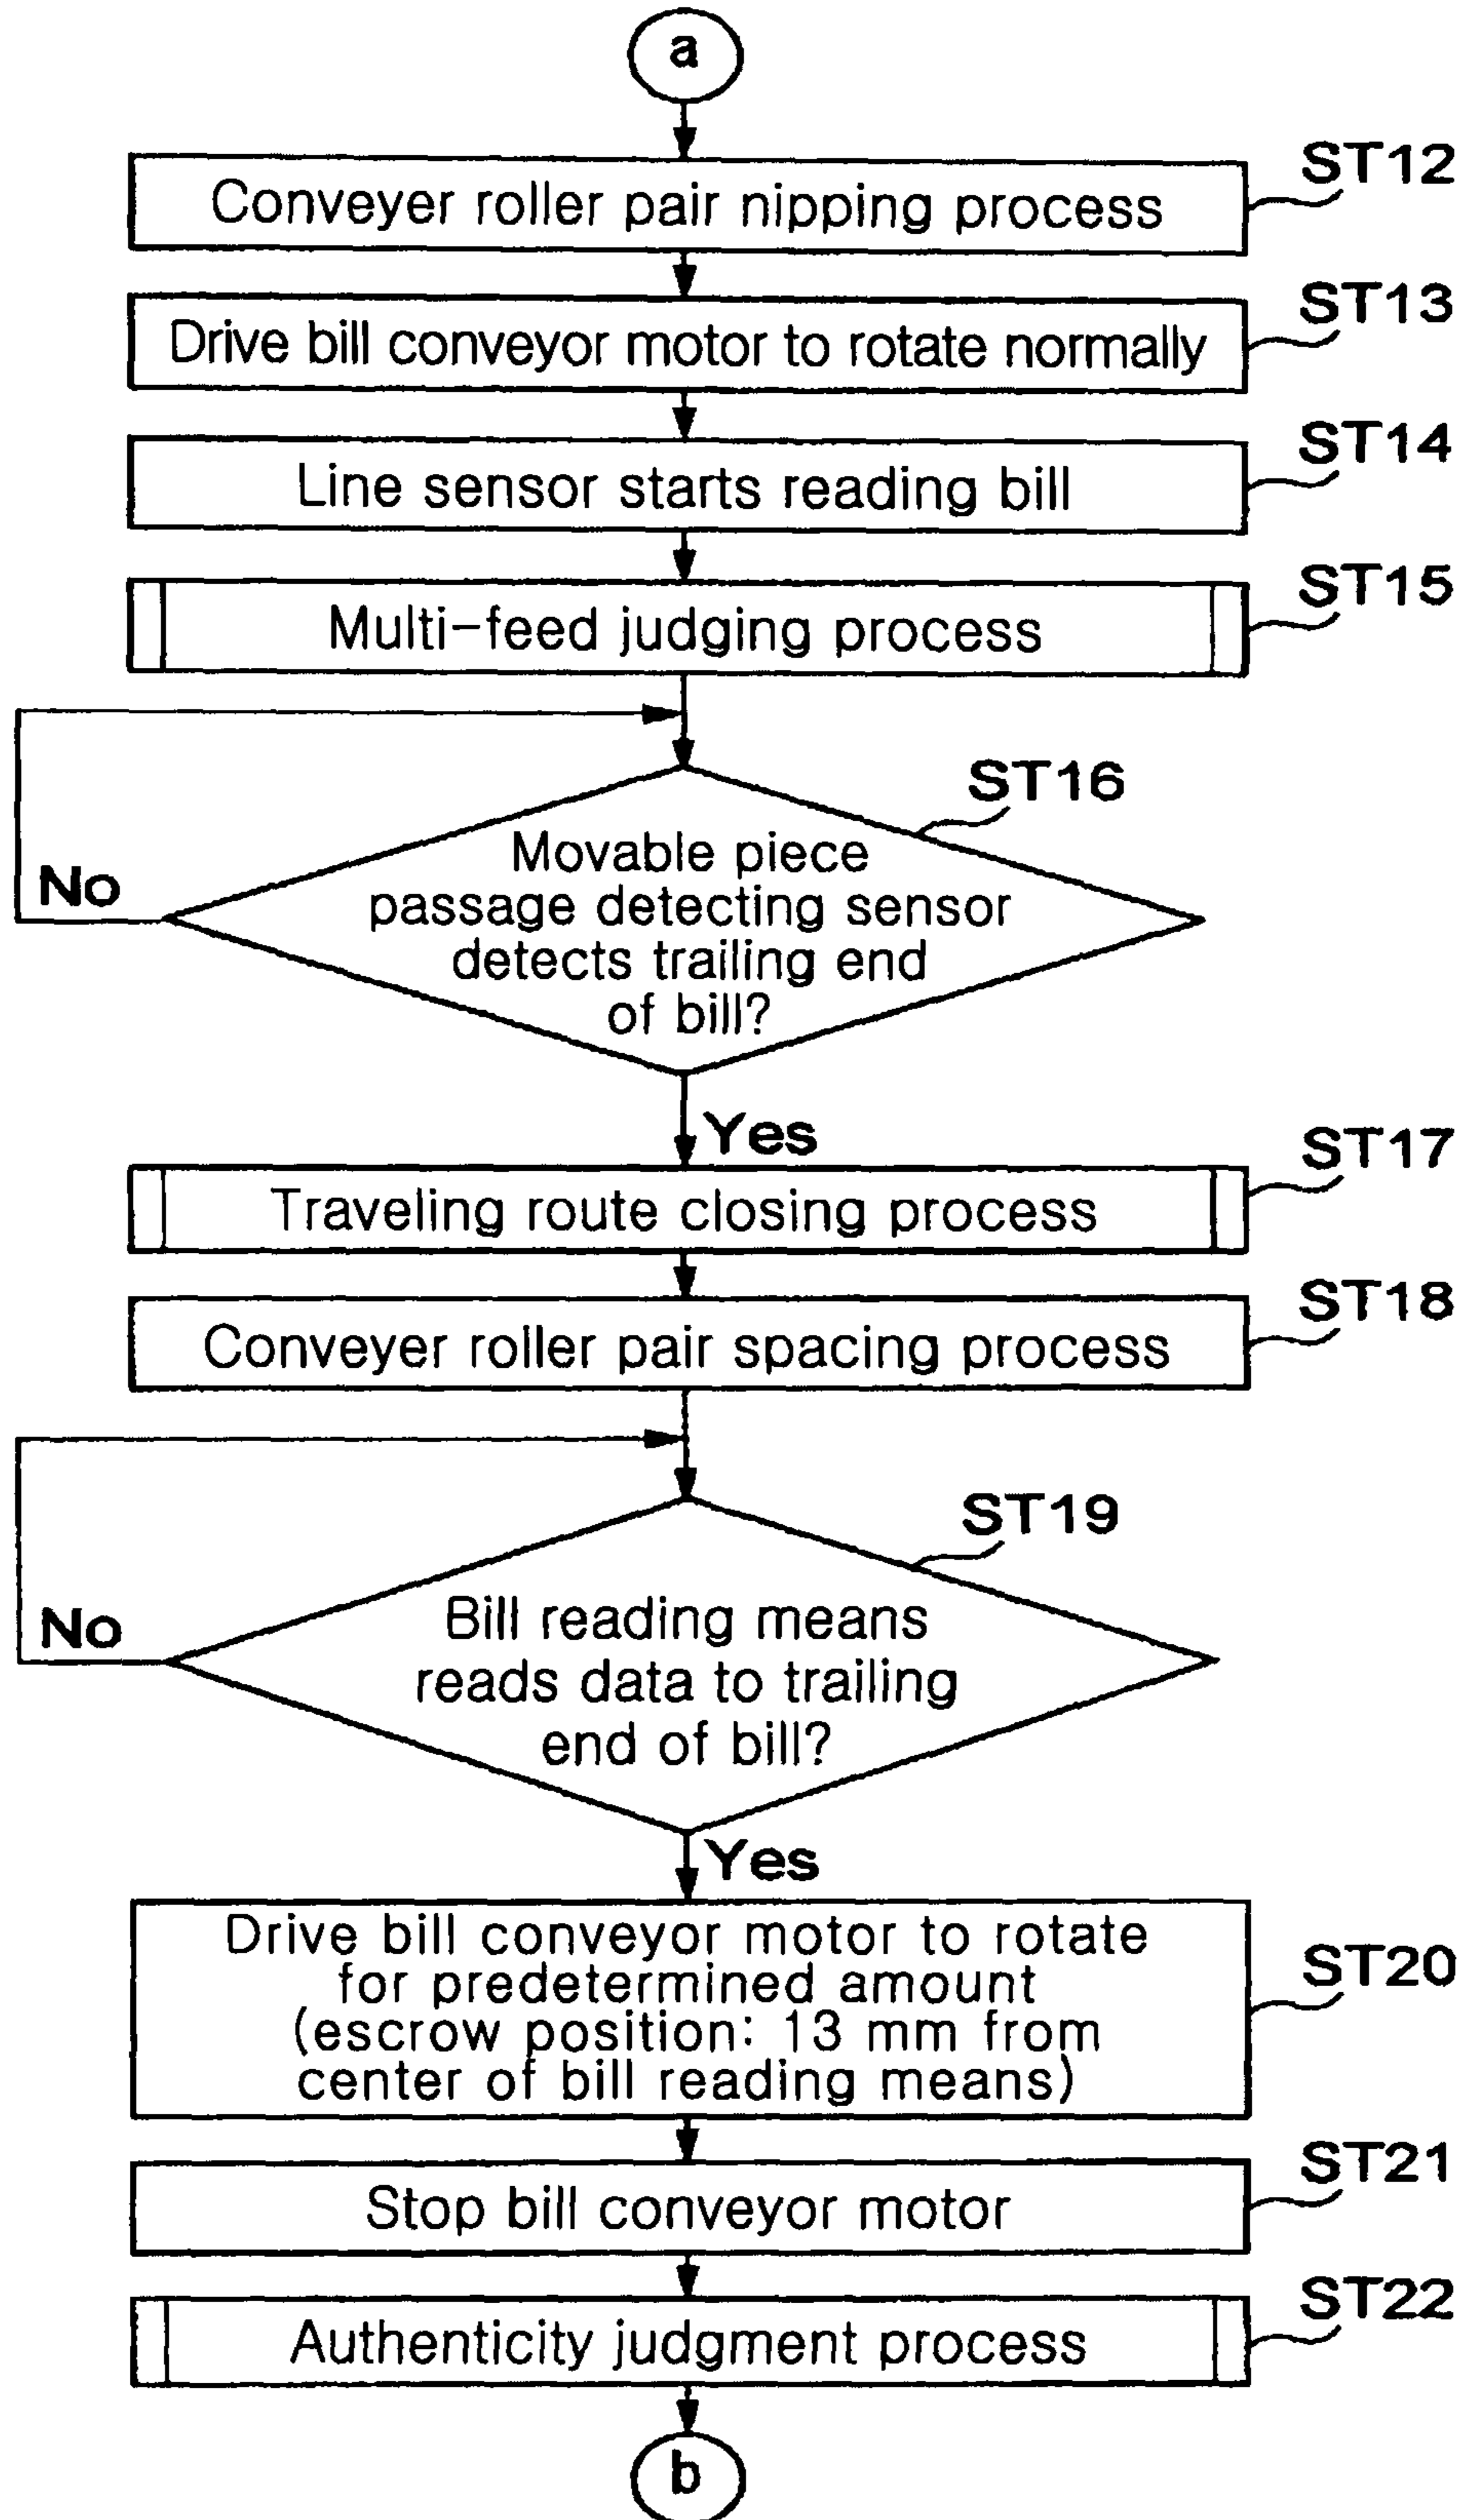 a
ST12
Conveyer roller pair nipping process
ST13
Drive bill conveyor motor to rotate normally
ST14
Line sensor starts reading bill
ST15
Multi-feed judging process
ST16
Movable piece
passage detecting sensor
detects trailing end
of bill?
No
Yes
ST17
Traveling route closing process
ST18
Conveyer roller pair spacing process
ST19
Bill reading means
reads data to trailing
end of bill?
No
Yes
Drive bill conveyor motor to rotate
for predetermined amount
(escrow position: 13 mm from
center of bill reading means)
ST20
ST21
Stop bill conveyor motor
ST22
Authenticity judgment process
b